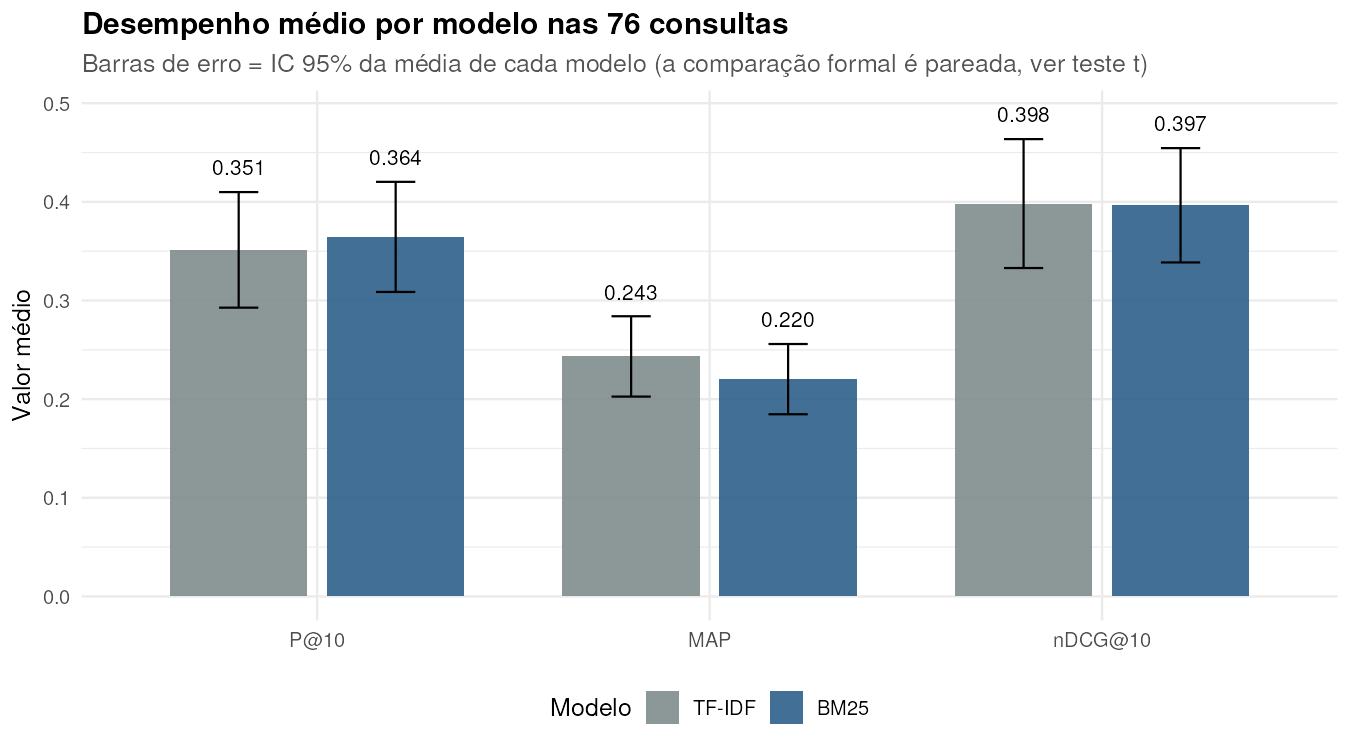 Desempenho médio por modelo nas 76 consultas
Barras de erro = IC 95% da média de cada modelo (a comparação formal é pareada, ver teste t)
Valor médio
0.5
0.4
0.3
0.2
0.1
0.0
0.351
0.364
0.243
0.220
0.398
0.397
P@10
MAP
nDCG@10
Modelo TF-IDF BM25